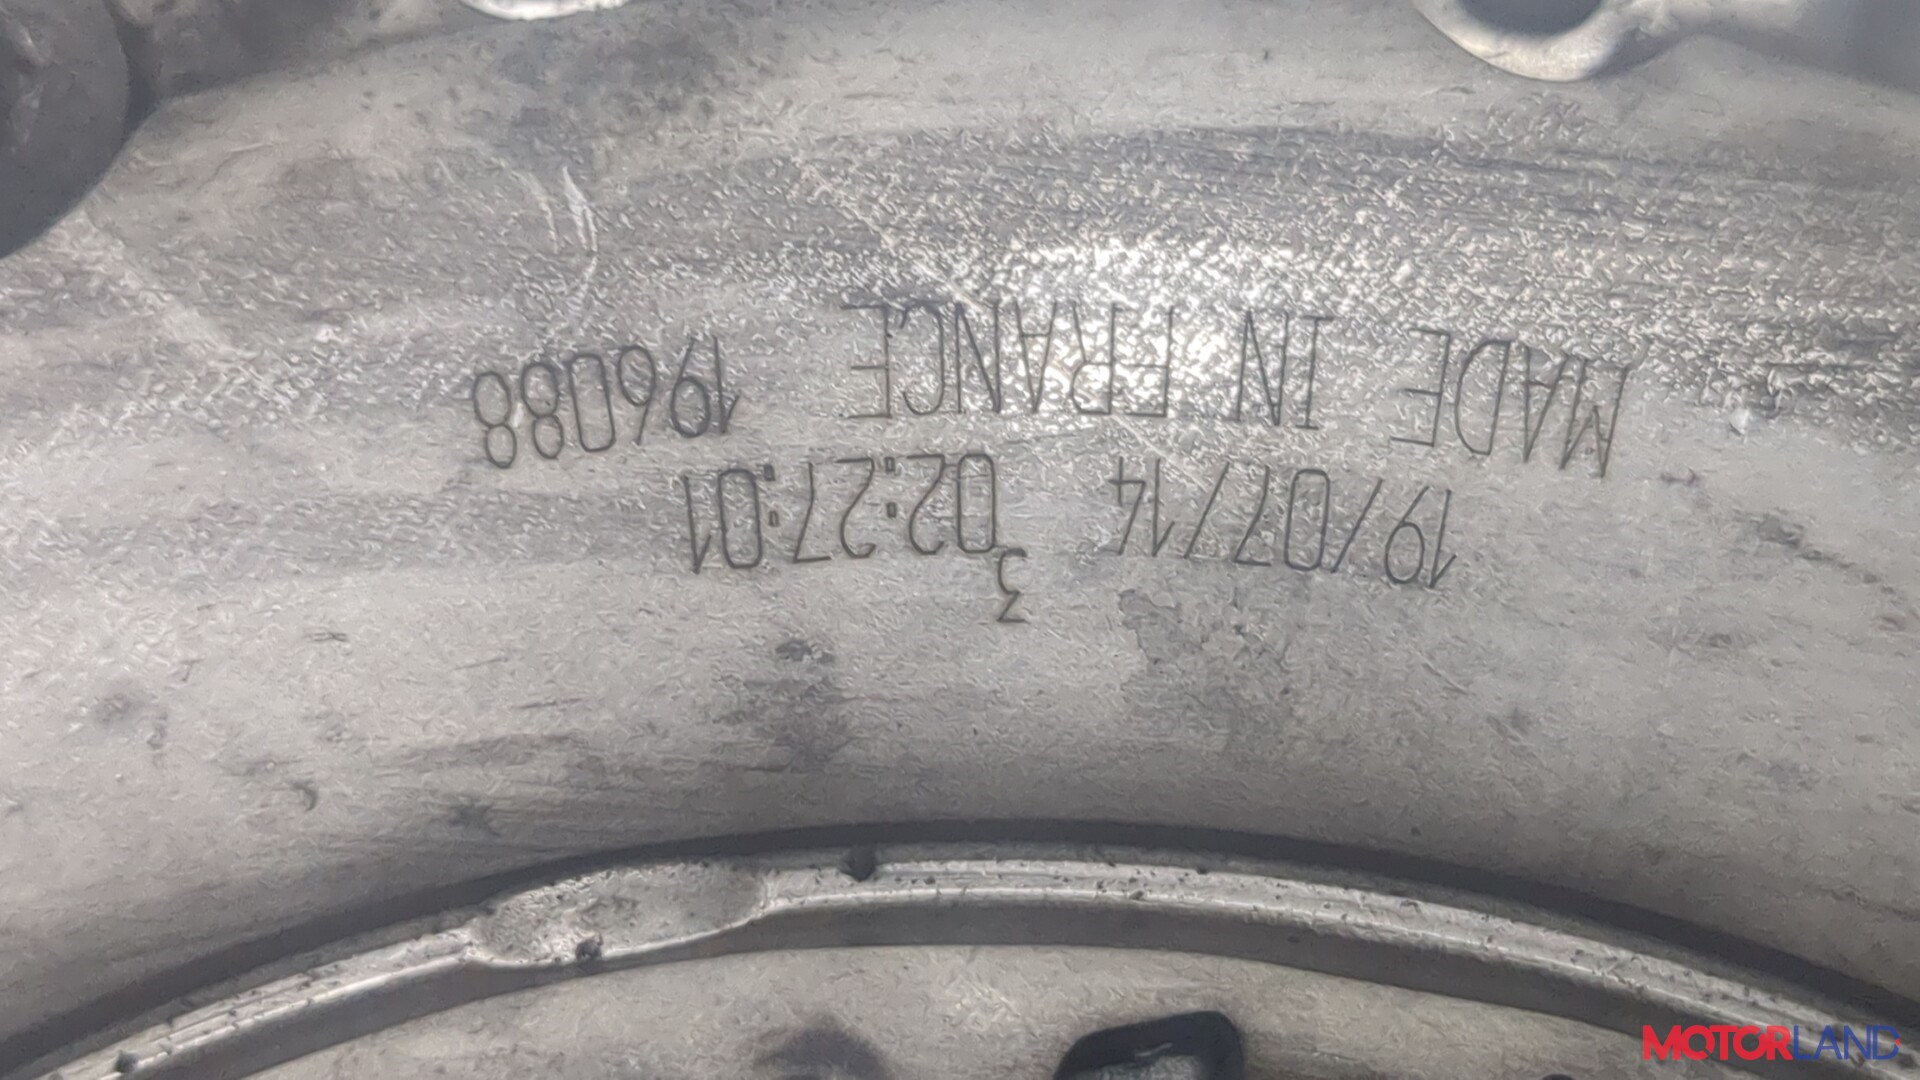 3
19/07/14 02:27:01
MADE IN FRANCE 196088
MOTORLAND